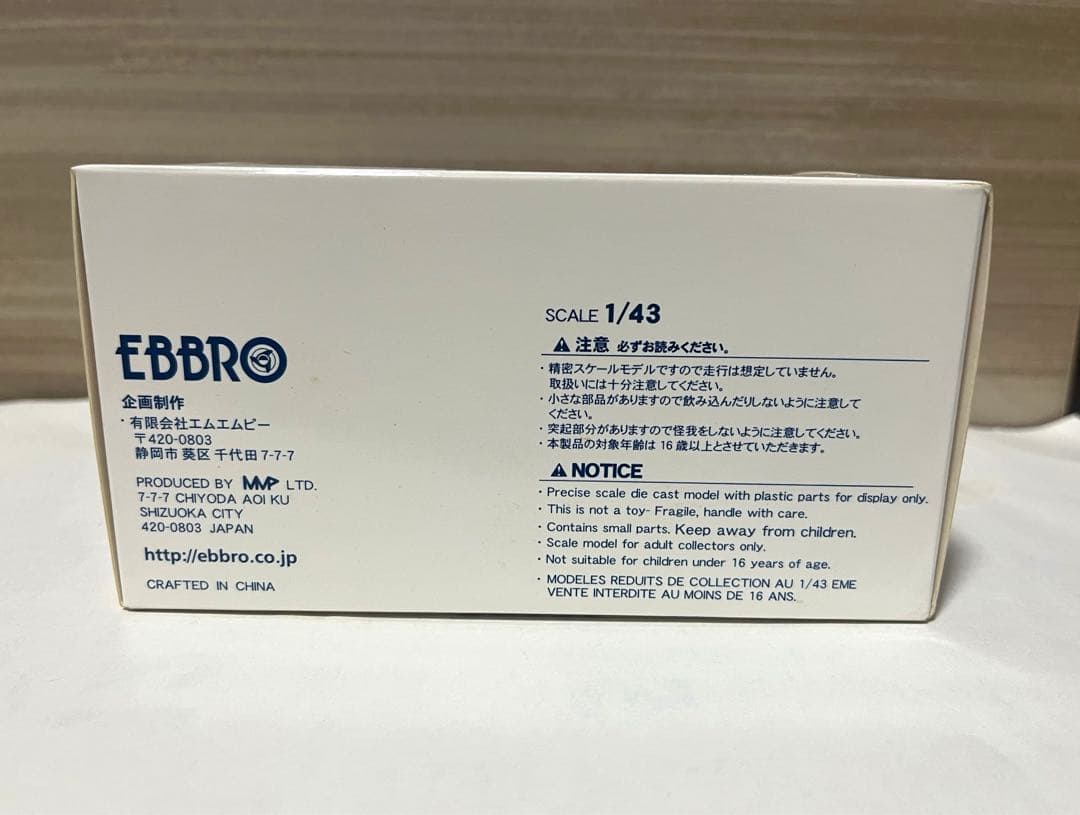 EBBRO
企画制作
・有限会社エムエムピー
〒420-0803
静岡市 葵区 千代田 7-7-7
PRODUCED BY MMP LTD.
7-7-7 CHIYODA AOI KU
SHIZUOKA CITY
420-0803 JAPAN
http://ebbro.co.jp
CRAFTED IN CHINA
SCALE 1/43
⚠ 注意 必ずお読みください。
・精密スケールモデルですので走行は想定していません。
取扱いには十分注意してください。
・小さな部品がありますので飲み込んだりしないように注意して
ください。
・突起部分がありますので怪我をしないように注意してください。
・本製品の対象年齢は 16 歳以上とさせていただきます。
⚠ NOTICE
・Precise scale die cast model with plastic parts for display only.
・This is not a toy- Fragile, handle with care.
・Contains small parts. Keep away from children.
・Scale model for adult collectors only.
・Not suitable for children under 16 years of age.
・MODELES REDUITS DE COLLECTION AU 1/43 EME
VENTE INTERDITE AU MOINS DE 16 ANS.